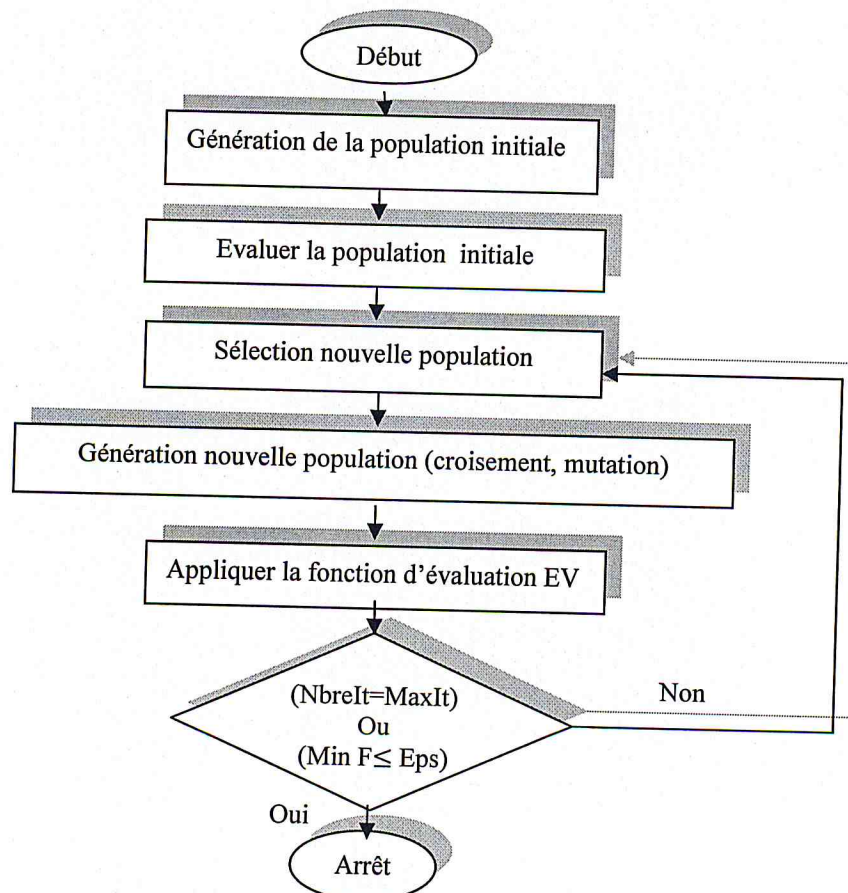 Début
Génération de la population initiale
Evaluer la population initiale
Sélection nouvelle population
Génération nouvelle population (croisement, mutation)
Appliquer la fonction d'évaluation EV
(NbreIt=MaxIt)
Ou
(Min F≤ Eps)
Non
Oui
Arrêt